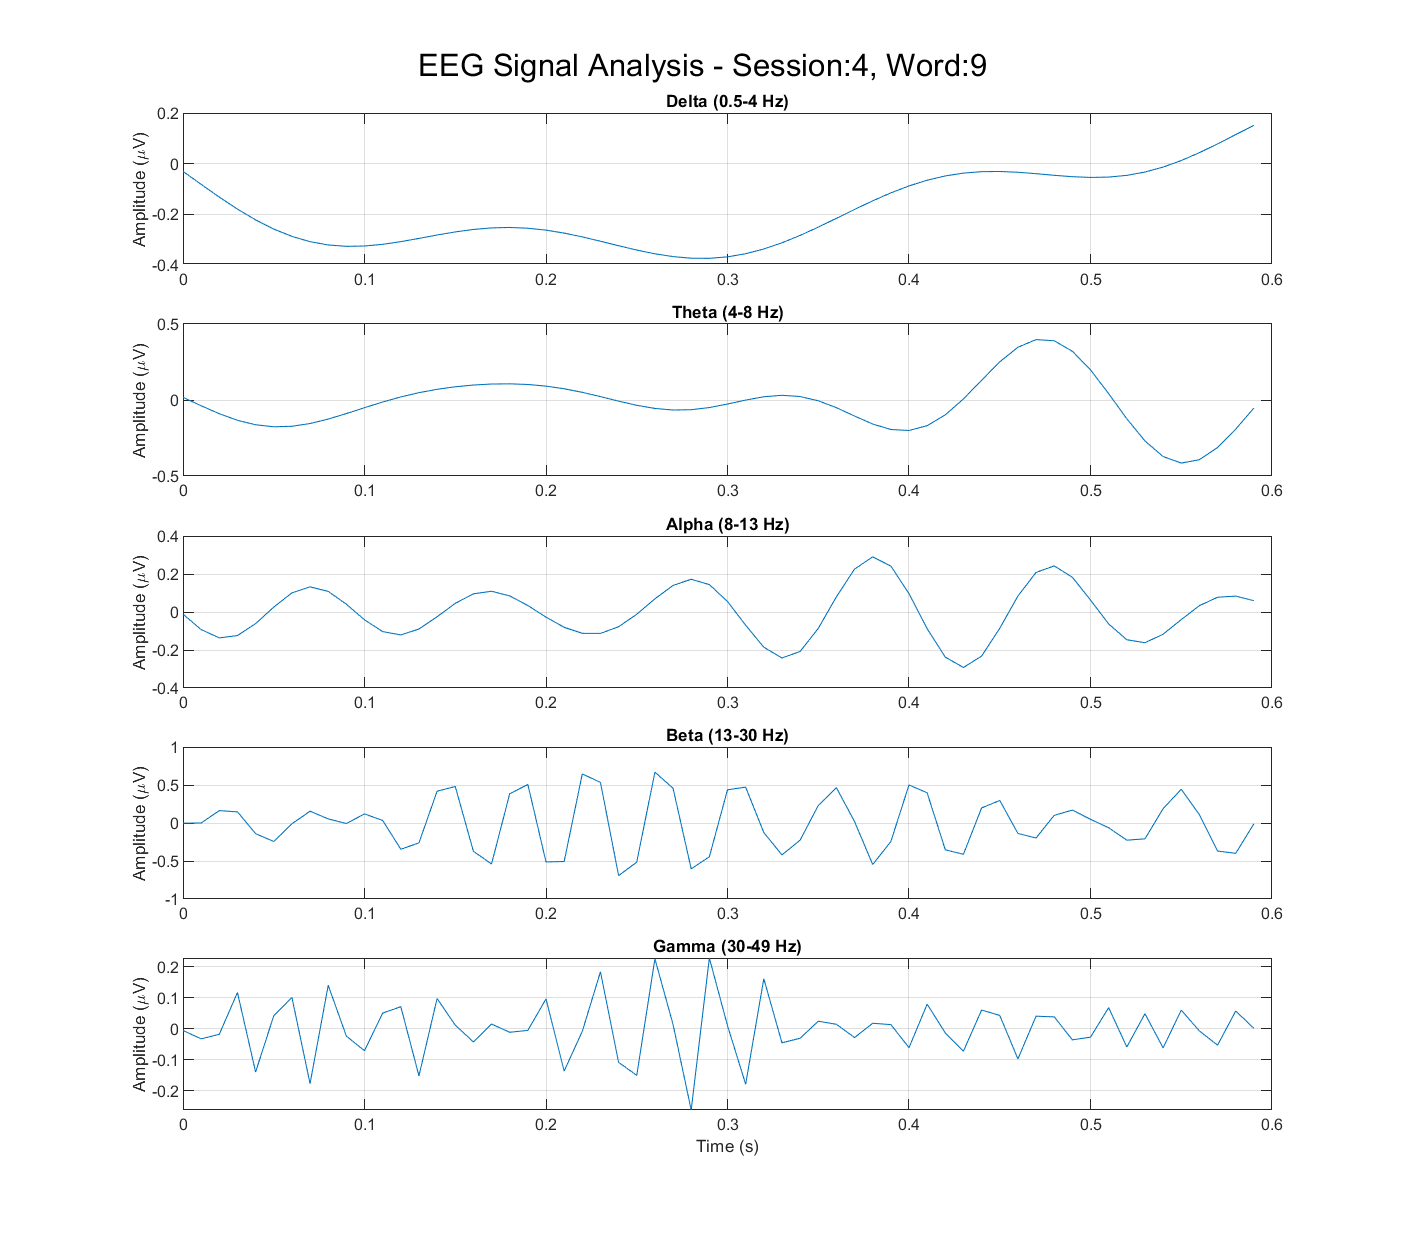 EEG Signal Analysis - Session:4, Word:9
Delta (0.5-4 Hz)
Amplitude (μV)
0.2
0
-0.2
-0.4
0 0.1 0.2 0.3 0.4 0.5 0.6
Theta (4-8 Hz)
Amplitude (μV)
0.5
0
-0.5
0 0.1 0.2 0.3 0.4 0.5 0.6
Alpha (8-13 Hz)
Amplitude (μV)
0.4
0.2
0
-0.2
-0.4
0 0.1 0.2 0.3 0.4 0.5 0.6
Beta (13-30 Hz)
Amplitude (μV)
1
0.5
0
-0.5
-1
0 0.1 0.2 0.3 0.4 0.5 0.6
Gamma (30-49 Hz)
Amplitude (μV)
0.2
0.1
0
-0.1
-0.2
0 0.1 0.2 0.3 0.4 0.5 0.6
Time (s)